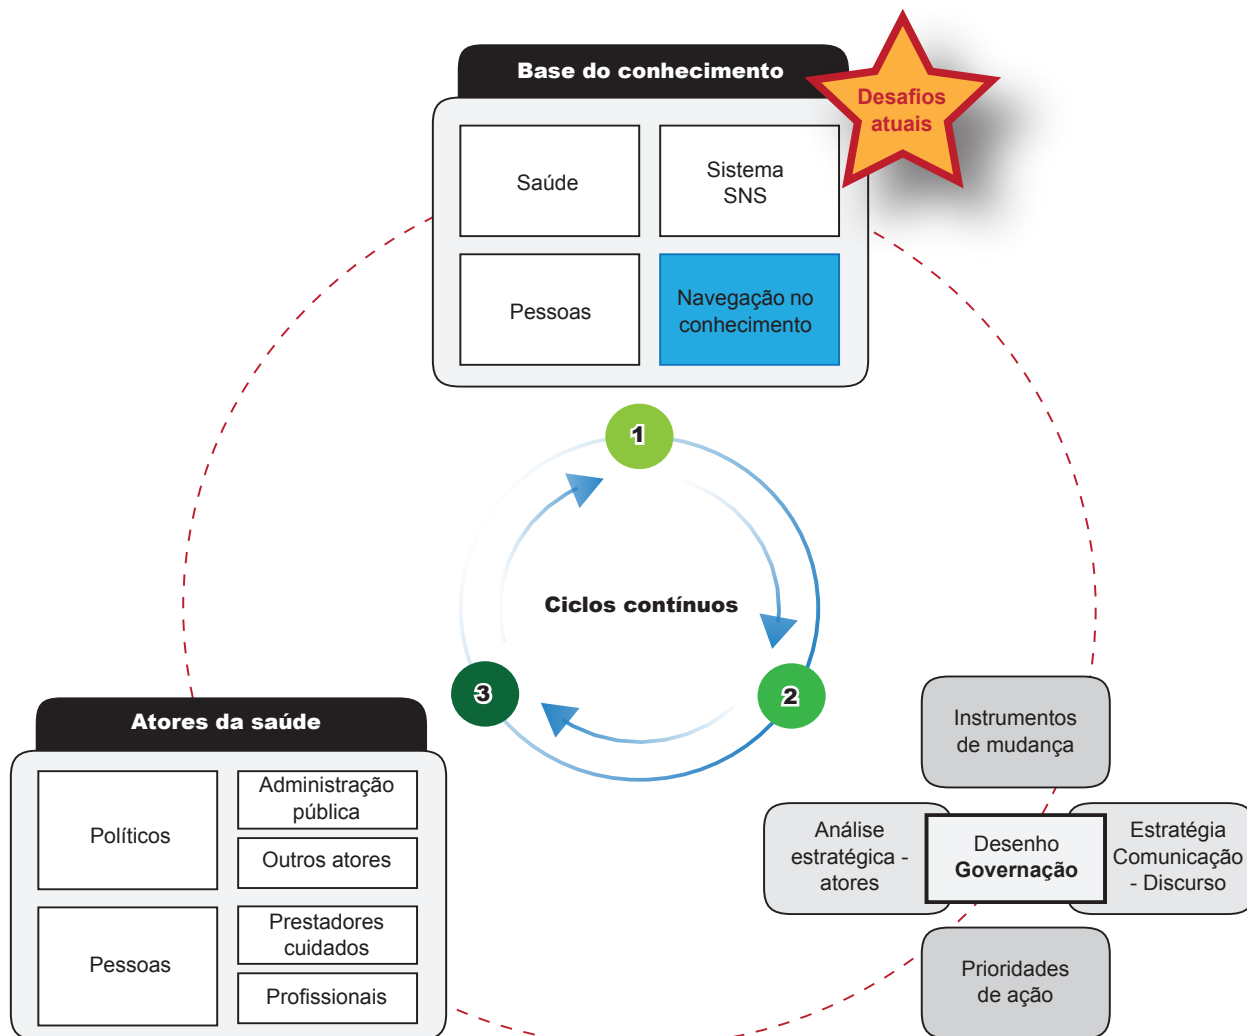 Base do conhecimento
Desafios
atuais
Saúde
Sistema
SNS
Pessoas
Navegação no
conhecimento
1
Ciclos contínuos
3
2
Atores da saúde
Políticos
Administração
pública
Outros atores
Pessoas
Prestadores
cuidados
Profissionais
Instrumentos
de mudança
Análise
estratégica -
atores
Desenho
Governação
Estratégia
Comunicação
- Discurso
Prioridades
de ação